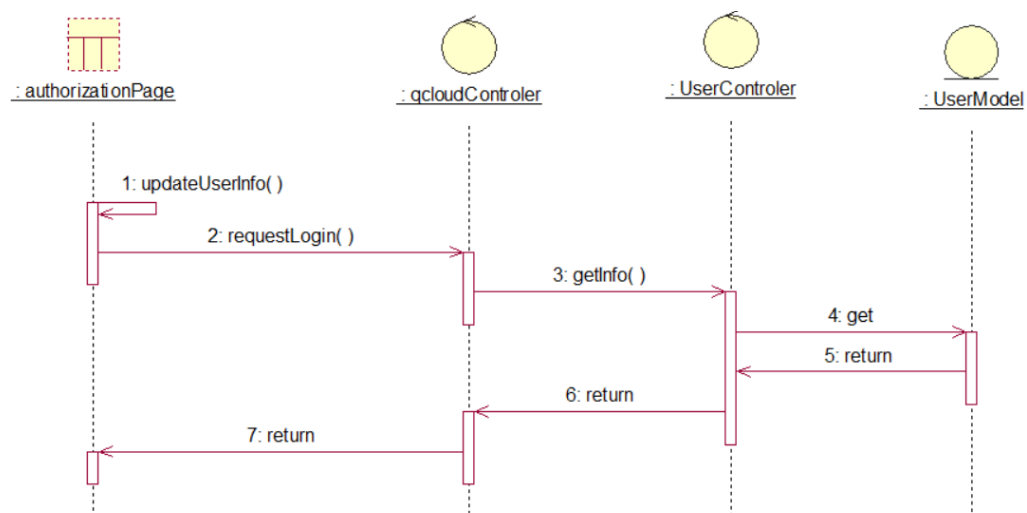 : authorizationPage
: qcloudControler
: UserControler
: UserModel
1: updateUserInfo( )
2: requestLogin( )
3: getInfo( )
4: get
5: return
6: return
7: return